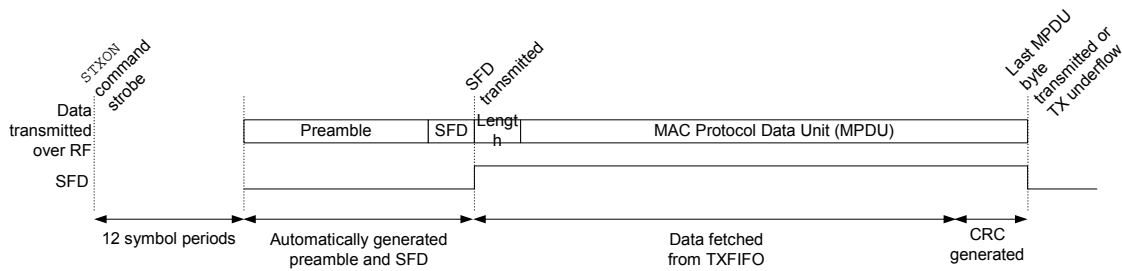 STXON
command
strobe
SFD
transmitted
Last MPDU
byte
transmitted or
TX underflow
Data
transmitted
over RF
Preamble
SFD
Lengt
h
MAC Protocol Data Unit (MPDU)
SFD
12 symbol periods
Automatically generated
preamble and SFD
Data fetched
from TXFIFO
CRC
generated